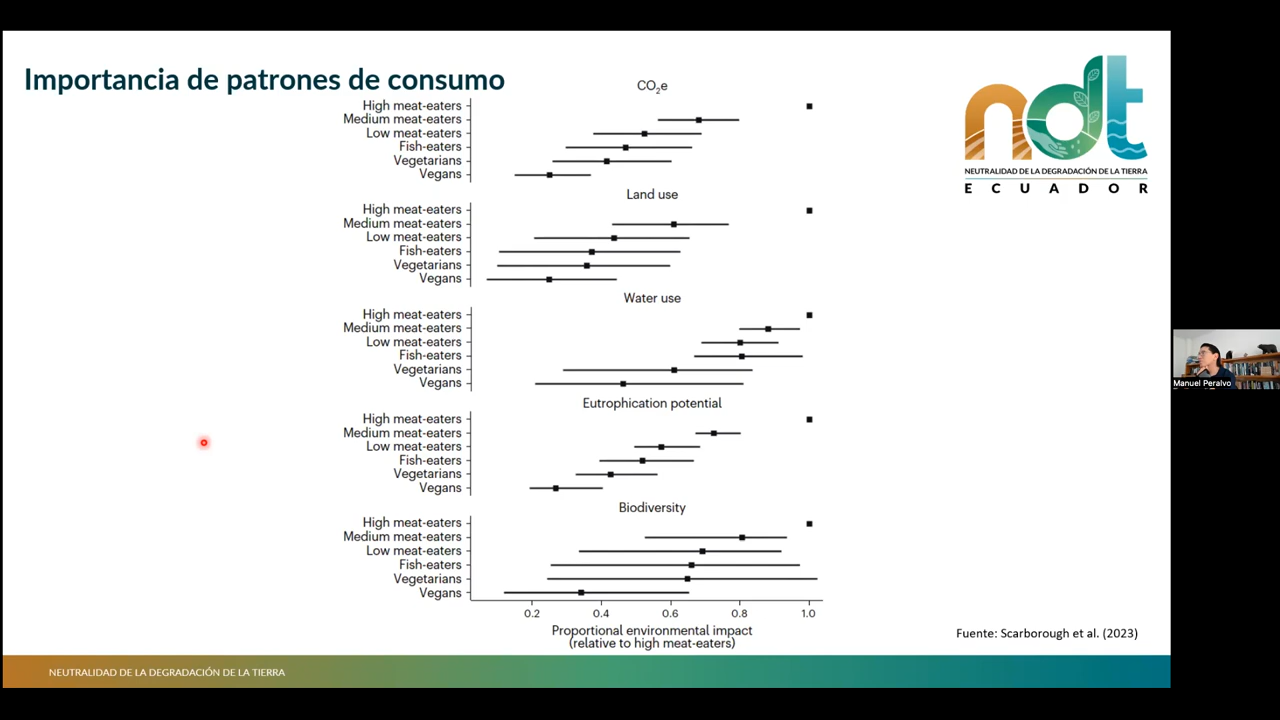 Importancia de patrones de consumo
CO₂e
High meat-eaters
Medium meat-eaters
Low meat-eaters
Fish-eaters
Vegetarians
Vegans
Land use
High meat-eaters
Medium meat-eaters
Low meat-eaters
Fish-eaters
Vegetarians
Vegans
Water use
High meat-eaters
Medium meat-eaters
Low meat-eaters
Fish-eaters
Vegetarians
Vegans
Eutrophication potential
High meat-eaters
Medium meat-eaters
Low meat-eaters
Fish-eaters
Vegetarians
Vegans
Biodiversity
High meat-eaters
Medium meat-eaters
Low meat-eaters
Fish-eaters
Vegetarians
Vegans
0.2 0.4 0.6 0.8 1.0
Proportional environmental impact
(relative to high meat-eaters)
ndt
NEUTRALIDAD DE LA DEGRADACIÓN DE LA TIERRA
ECUADOR
Manuel Peralvo
Fuente: Scarborough et al. (2023)
NEUTRALIDAD DE LA DEGRADACIÓN DE LA TIERRA